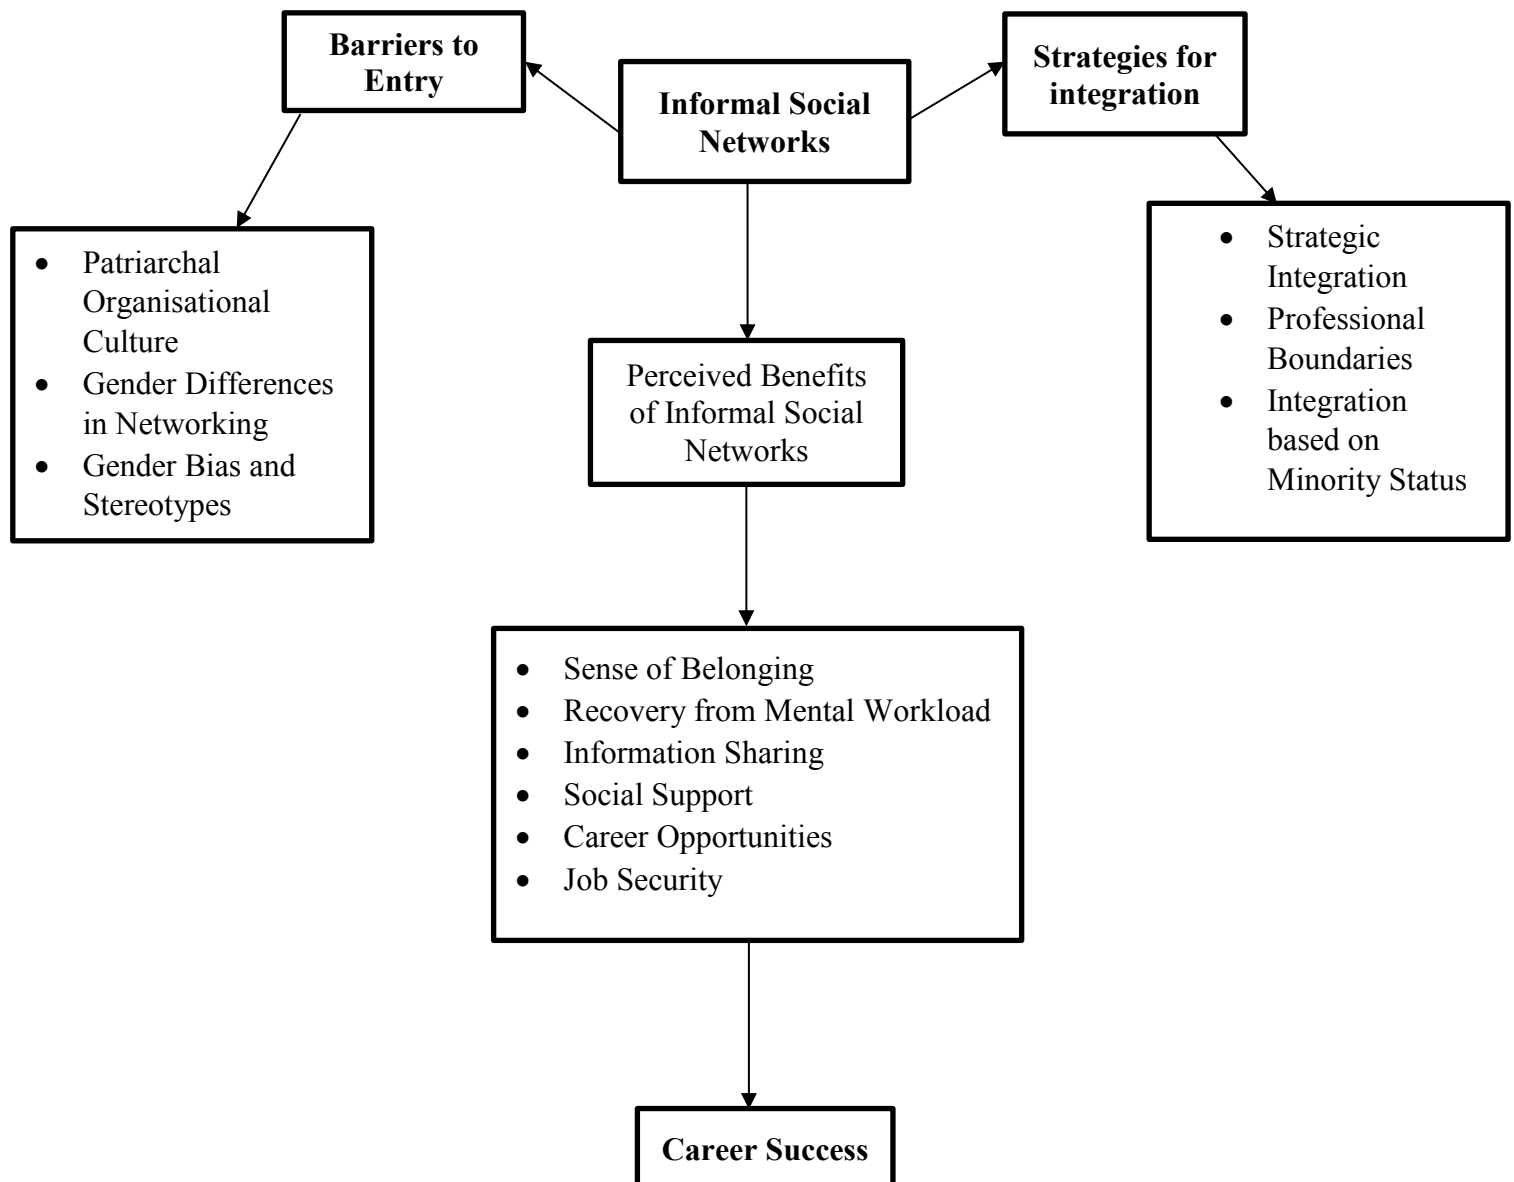 Barriers to
Entry
Informal Social
Networks
Strategies for
integration
• Patriarchal
Organisational
Culture
• Gender Differences
in Networking
• Gender Bias and
Stereotypes
Perceived Benefits
of Informal Social
Networks
• Strategic
Integration
• Professional
Boundaries
• Integration
based on
Minority Status
• Sense of Belonging
• Recovery from Mental Workload
• Information Sharing
• Social Support
• Career Opportunities
• Job Security
Career Success